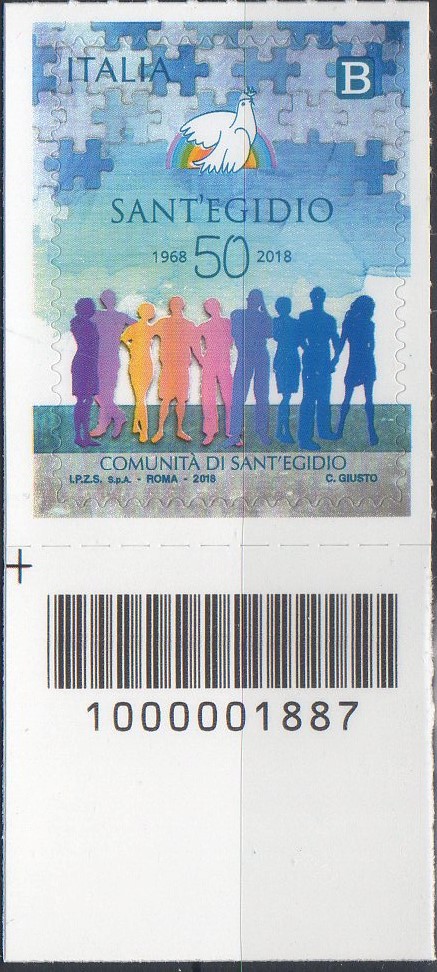 ITALIA B
SANT'EGIDIO
1968 50 2018
COMUNITÀ DI SANT'EGIDIO
I.P.Z.S. S.p.A. - ROMA - 2018 C. GIUSTO
1000001887